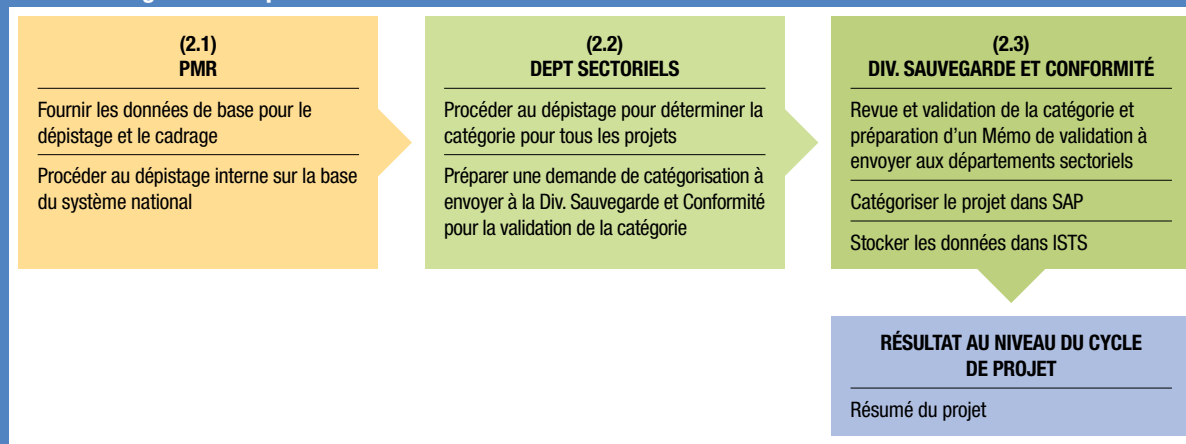 (2.1)
PMR
Fournir les données de base pour le
dépistage et le cadrage
Procéder au dépistage interne sur la base
du système national
(2.2)
DEPT SECTORIELS
Procéder au dépistage pour déterminer la
catégorie pour tous les projets
Préparer une demande de catégorisation à
envoyer à la Div. Sauvegarde et Conformité
pour la validation de la catégorie
(2.3)
DIV. SAUVEGARDE ET CONFORMITÉ
Revue et validation de la catégorie et
préparation d'un Mémo de validation à
envoyer aux départements sectoriels
Catégoriser le projet dans SAP
Stocker les données dans ISTS
RÉSULTAT AU NIVEAU DU CYCLE
DE PROJET
Résumé du projet